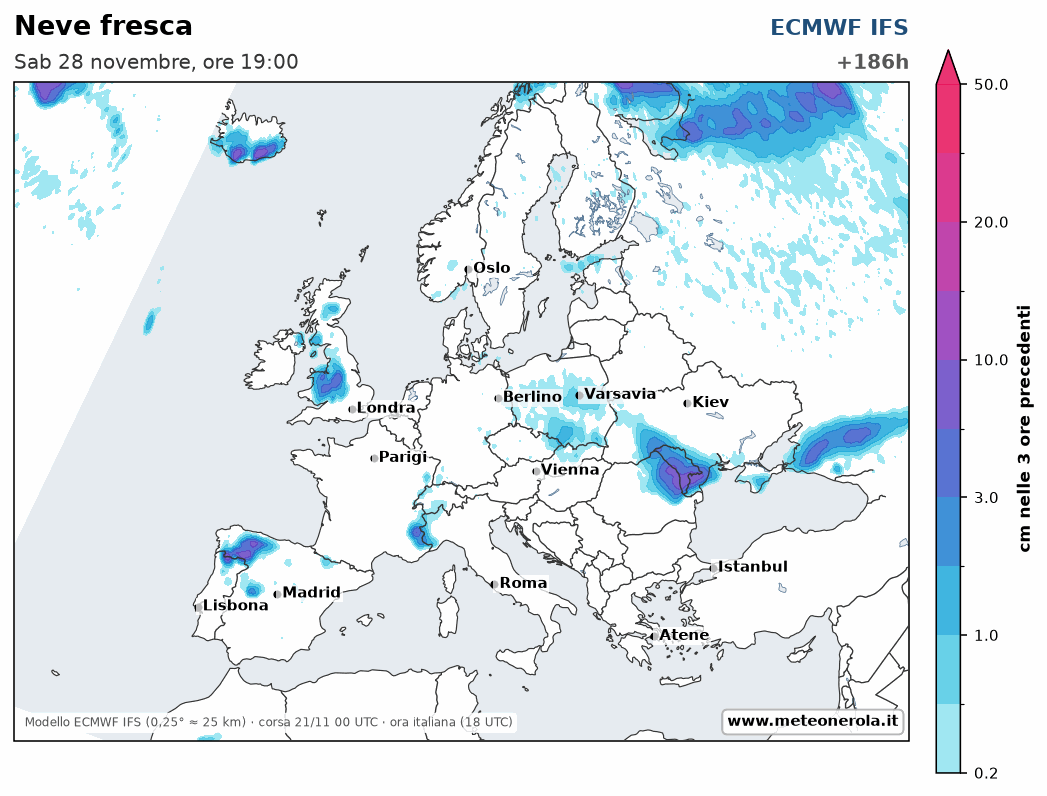 Neve fresca
ECMWF IFS
Sab 28 novembre, ore 19:00
+186h
50.0
20.0
10.0
3.0
1.0
0.2
cm nelle 3 ore precedenti
Oslo
Londra
Berlino
Varsavia
Kiev
Parigi
Vienna
Istanbul
Roma
Madrid
Lisbona
Atene
Modello ECMWF IFS (0,25° ≈ 25 km) · corsa 21/11 00 UTC · ora italiana (18 UTC)
www.meteonerola.it